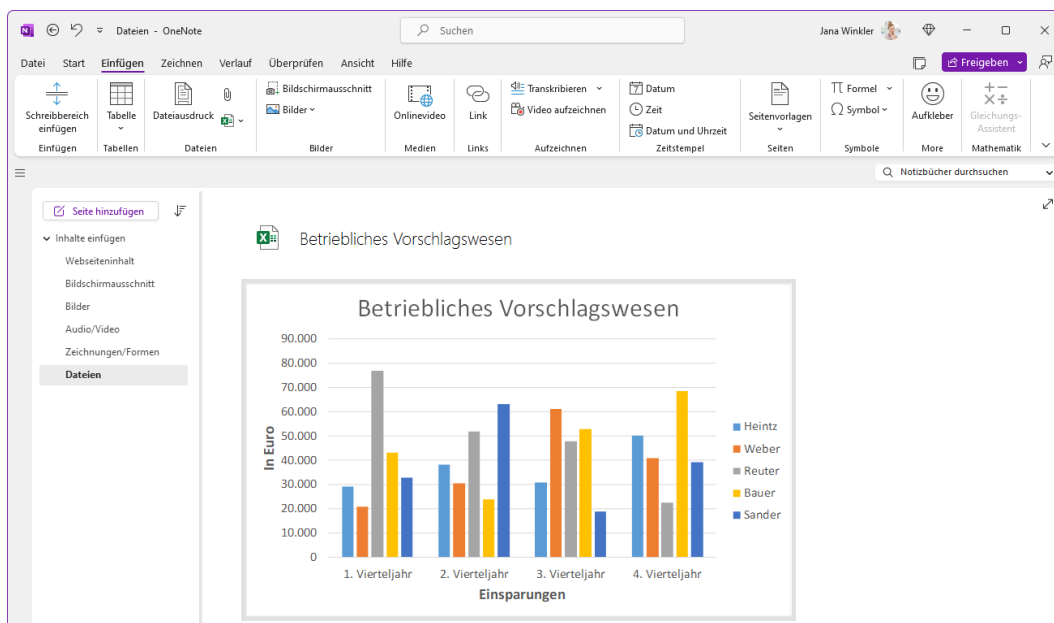 Dateien - OneNote
Suchen
Jana Winkler
Datei Start Einfügen Zeichnen Verlauf Überprüfen Ansicht Hilfe
Freigeben
Schreibbereich einfügen
Tabelle
Dateiausdruck
Bildschirmausschnitt
Bilder
Onlinevideo
Link
Transkribieren
Video aufzeichnen
Datum
Zeit
Datum und Uhrzeit
Seitenvorlagen
Formel
Symbol
Aufkleber
Gleichungs-Assistent
Einfügen Tabellen Dateien Bilder Medien Links Aufzeichnen Zeitstempel Seiten Symbole More Mathematik
Notizbücher durchsuchen
Seite hinzufügen
Inhalte einfügen
Webseiteninhalt
Bildschirmausschnitt
Bilder
Audio/Video
Zeichnungen/Formen
Dateien
Betriebliches Vorschlagswesen
Betriebliches Vorschlagswesen
90.000
80.000
70.000
60.000
50.000
40.000
30.000
20.000
10.000
0
In Euro
1. Vierteljahr 2. Vierteljahr 3. Vierteljahr 4. Vierteljahr
Einsparungen
Heintz
Weber
Reuter
Bauer
Sander